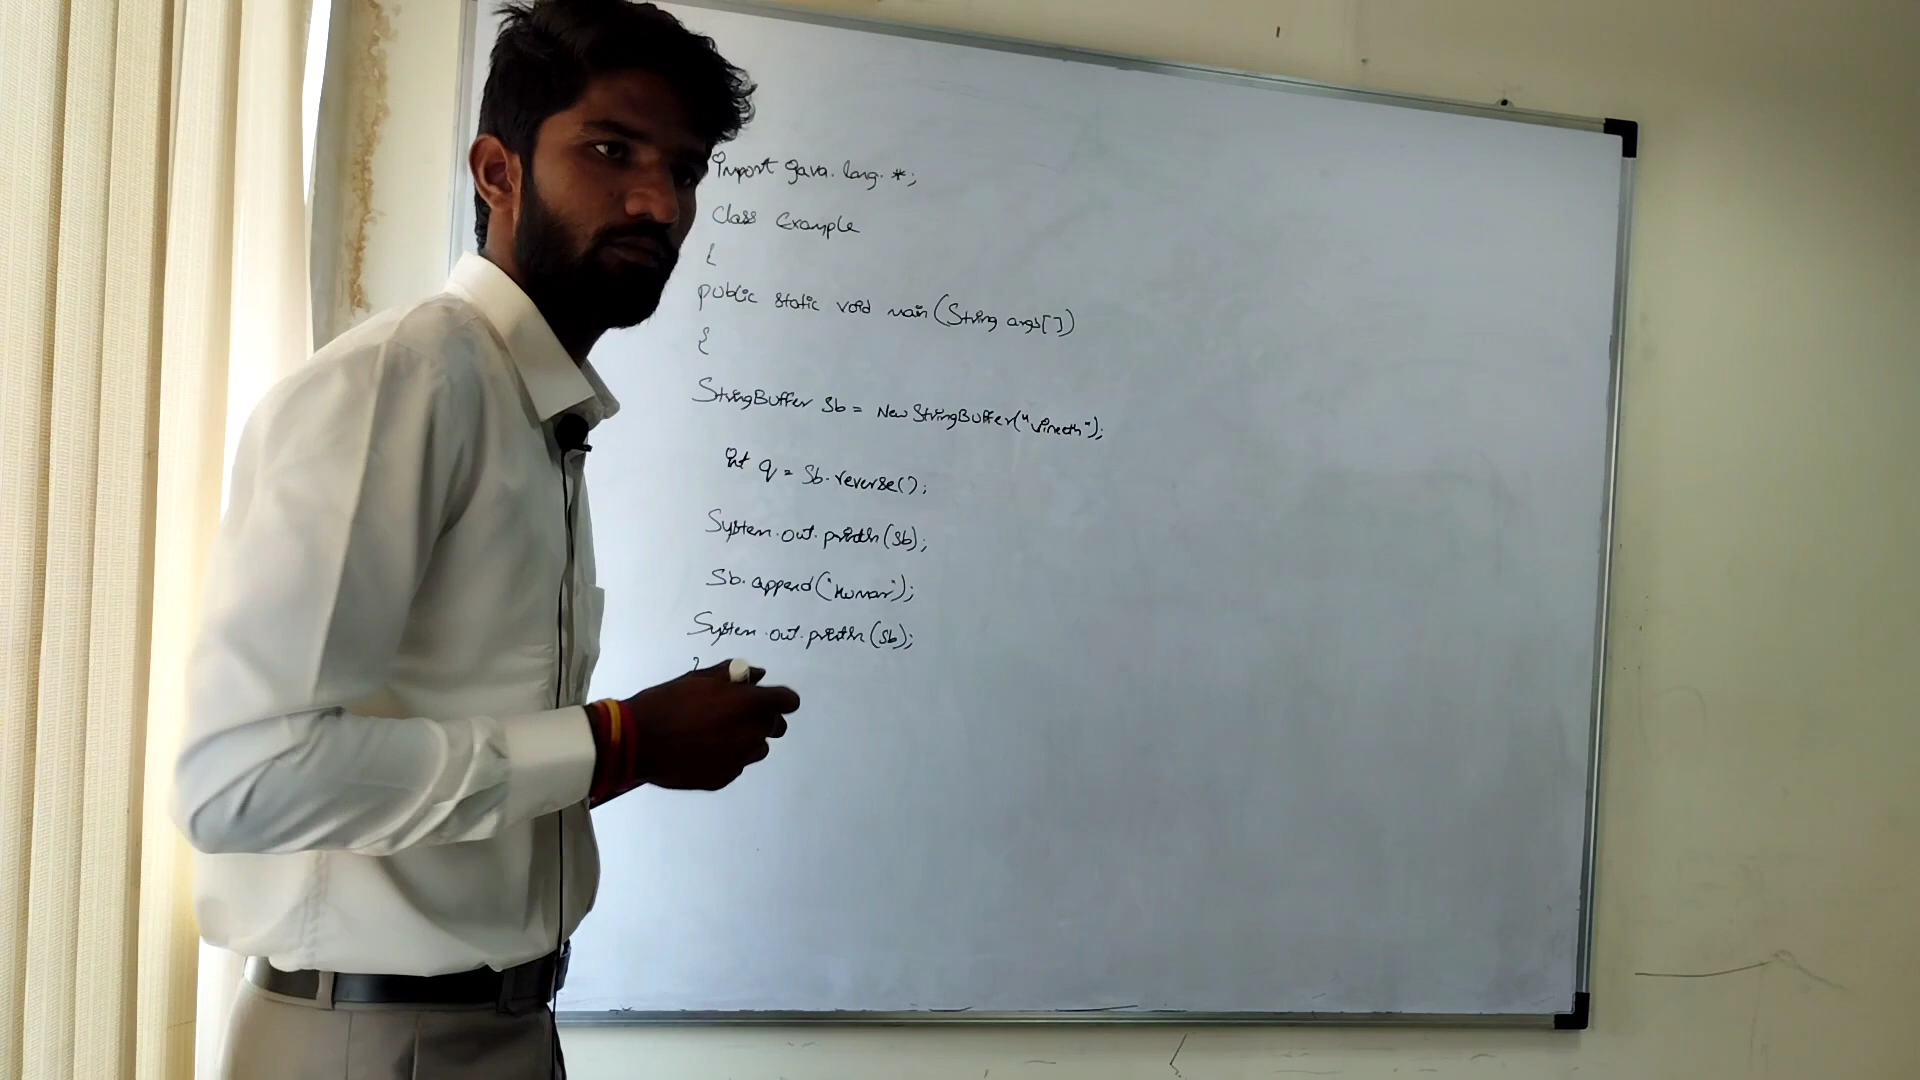 import java.lang.*;
class Example
{
public static void main(String args[])
{
StringBuffer sb = New StringBuffer("Vineeth");
int q = sb.reverse();
System.out.println(sb);
Sb.append("kumar");
System.out.println(sb);
}